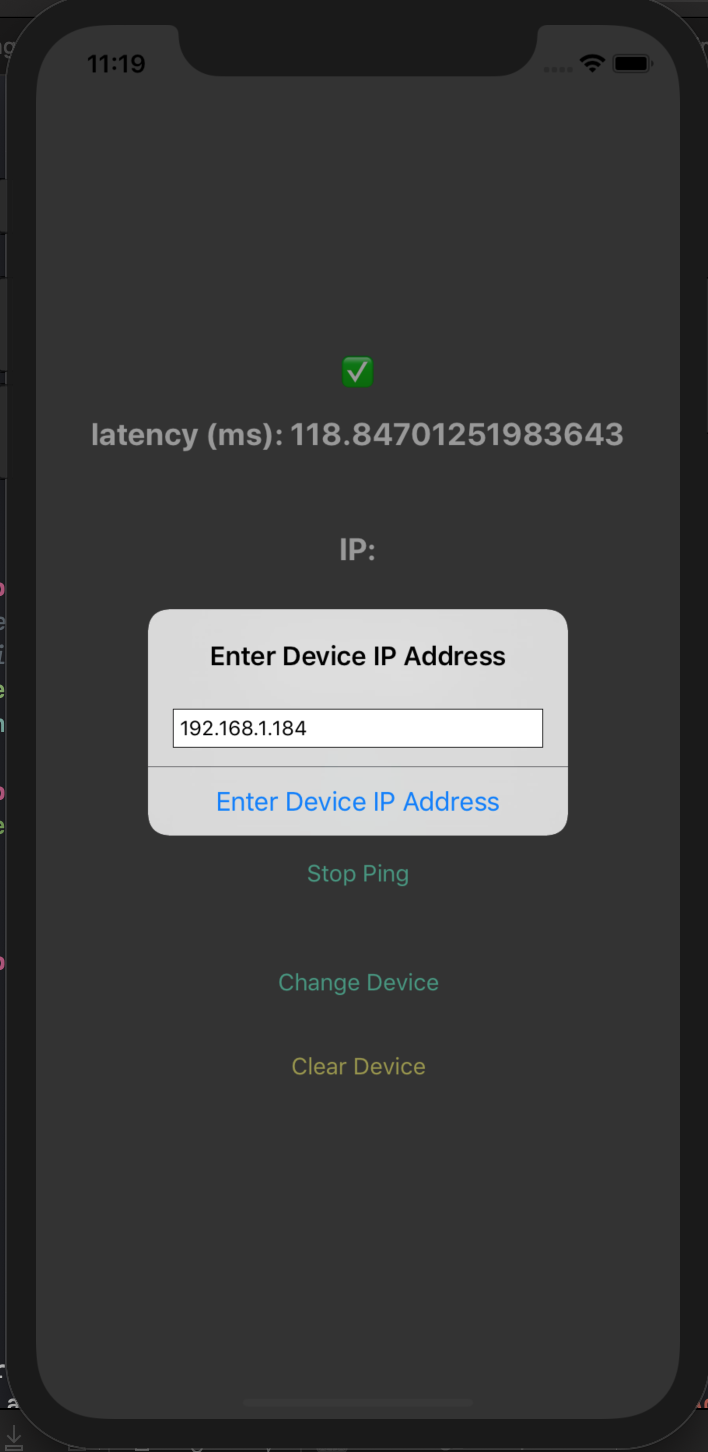 11:19
latency (ms): 118.84701251983643
IP:
Enter Device IP Address
192.168.1.184
Enter Device IP Address
Stop Ping
Change Device
Clear Device